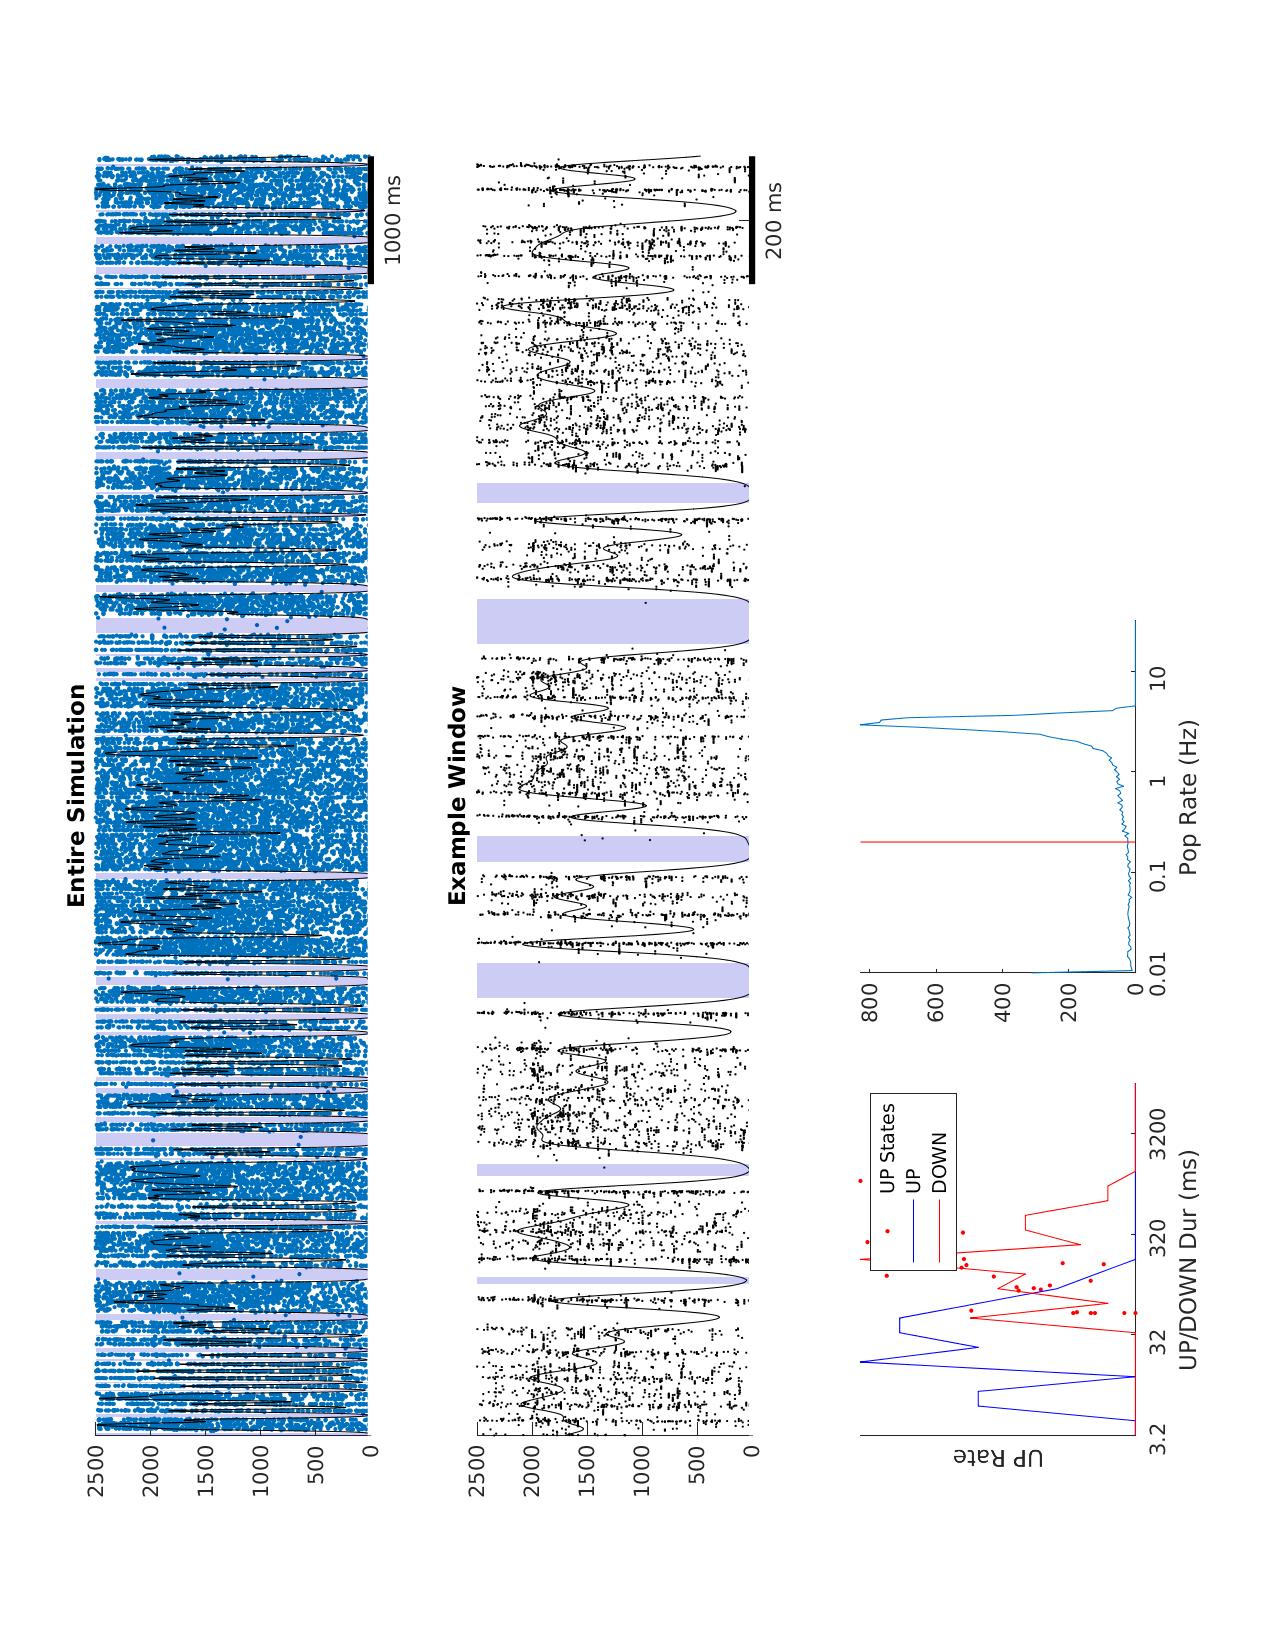 Entire Simulation
2500
2000
1500
1000
500
0
1000 ms
Example Window
2500
2000
1500
1000
500
0
200 ms
UP Rate
UP States
UP
DOWN
3.2 32 320 3200
UP/DOWN Dur (ms)
800
600
400
200
0
0.01 0.1 1 10
Pop Rate (Hz)